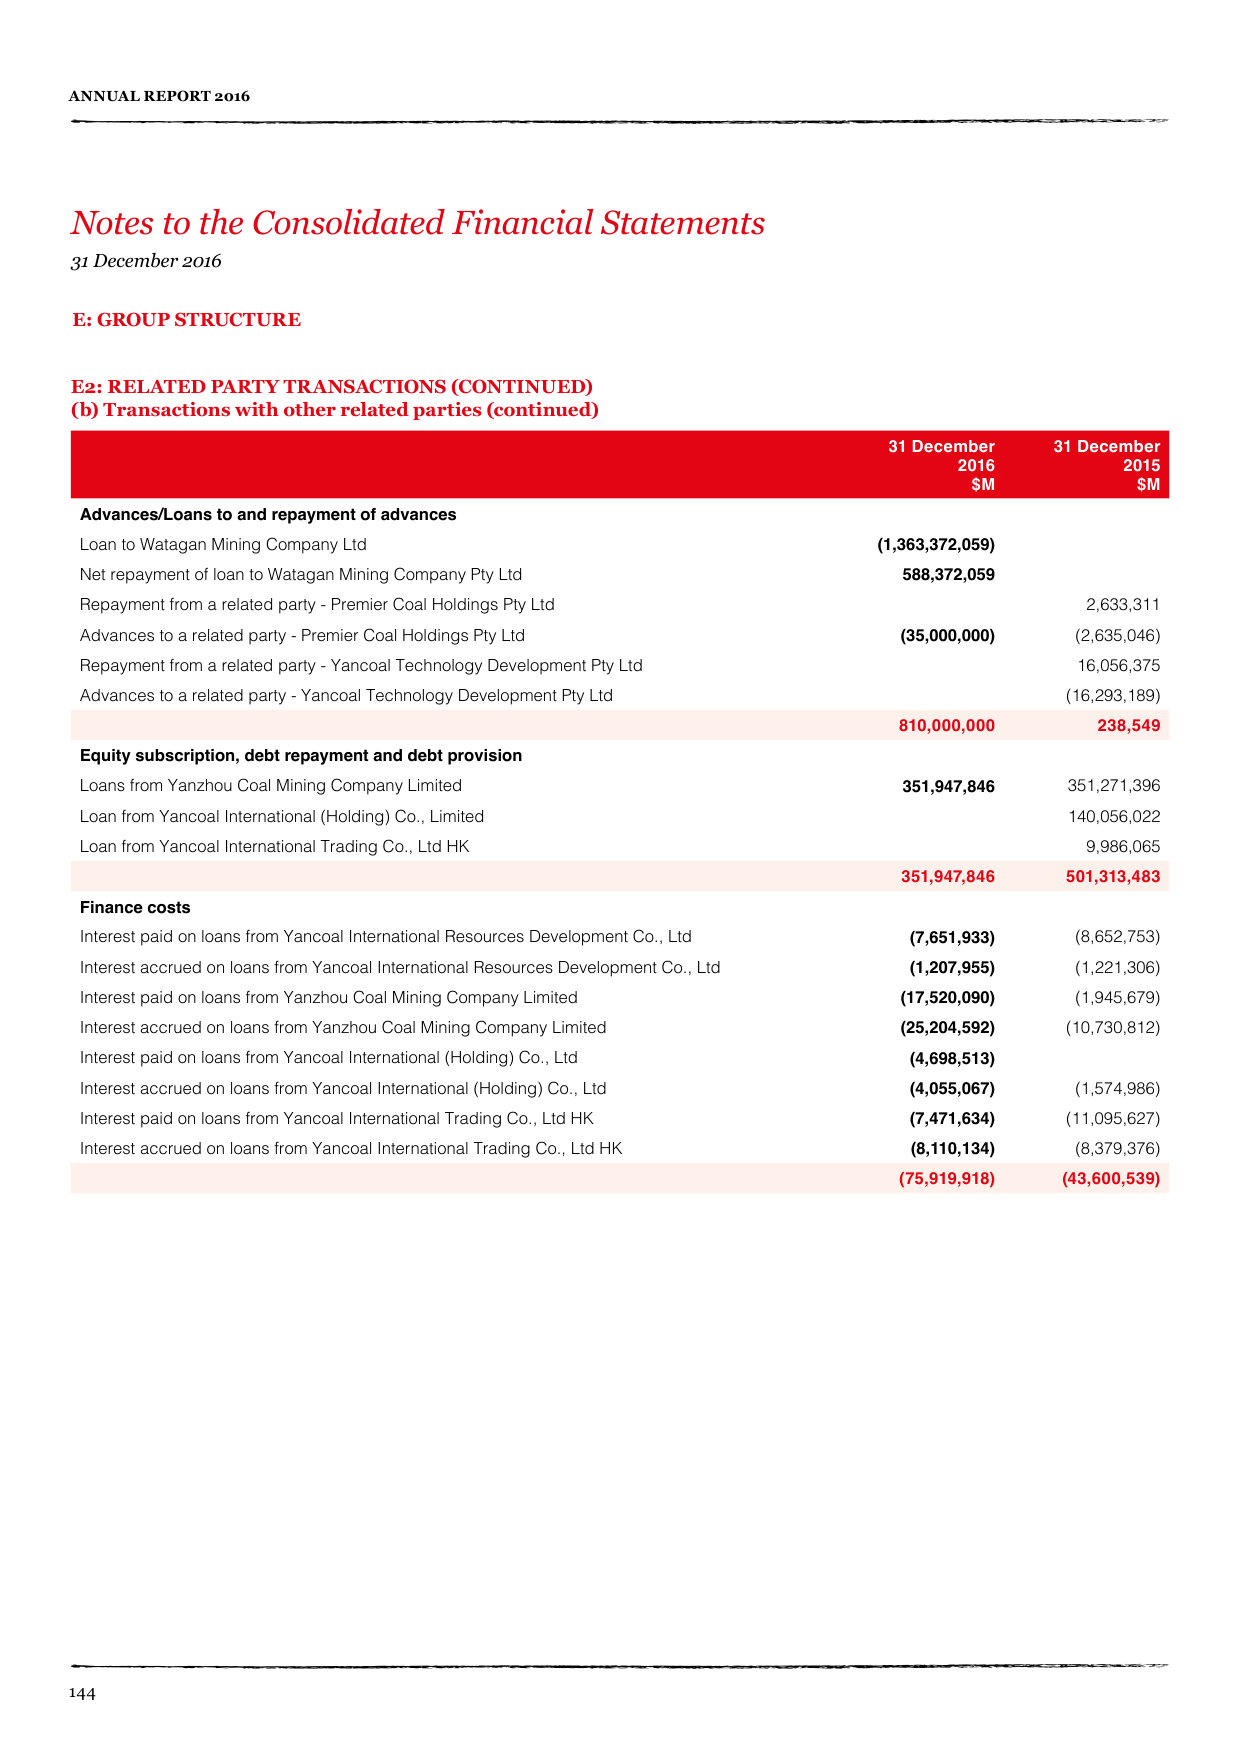 ANNUAL REPORT 2016
Notes to the Consolidated Financial Statements
31 December 2016
E: GROUP STRUCTURE
E2: RELATED PARTY TRANSACTIONS (CONTINUED)
(b) Transactions with other related parties (continued)
31 December 31 December
2016 2015
$M $M
Advances/Loans to and repayment of advances
Loan to Watagan Mining Company Ltd (1,363,372,059)
Net repayment of loan to Watagan Mining Company Pty Ltd 588,372,059
Repayment from a related party - Premier Coal Holdings Pty Ltd 2,633,311
Advances to a related party - Premier Coal Holdings Pty Ltd (35,000,000) (2,635,046)
Repayment from a related party - Yancoal Technology Development Pty Ltd 16,056,375
Advances to a related party - Yancoal Technology Development Pty Ltd (16,293,189)
810,000,000 238,549
Equity subscription, debt repayment and debt provision
Loans from Yanzhou Coal Mining Company Limited 351,947,846 351,271,396
Loan from Yancoal International (Holding) Co., Limited 140,056,022
Loan from Yancoal International Trading Co., Ltd HK 9,986,065
351,947,846 501,313,483
Finance costs
Interest paid on loans from Yancoal International Resources Development Co., Ltd (7,651,933) (8,652,753)
Interest accrued on loans from Yancoal International Resources Development Co., Ltd (1,207,955) (1,221,306)
Interest paid on loans from Yanzhou Coal Mining Company Limited (17,520,090) (1,945,679)
Interest accrued on loans from Yanzhou Coal Mining Company Limited (25,204,592) (10,730,812)
Interest paid on loans from Yancoal International (Holding) Co., Ltd (4,698,513)
Interest accrued on loans from Yancoal International (Holding) Co., Ltd (4,055,067) (1,574,986)
Interest paid on loans from Yancoal International Trading Co., Ltd HK (7,471,634) (11,095,627)
Interest accrued on loans from Yancoal International Trading Co., Ltd HK (8,110,134) (8,379,376)
(75,919,918) (43,600,539)
144